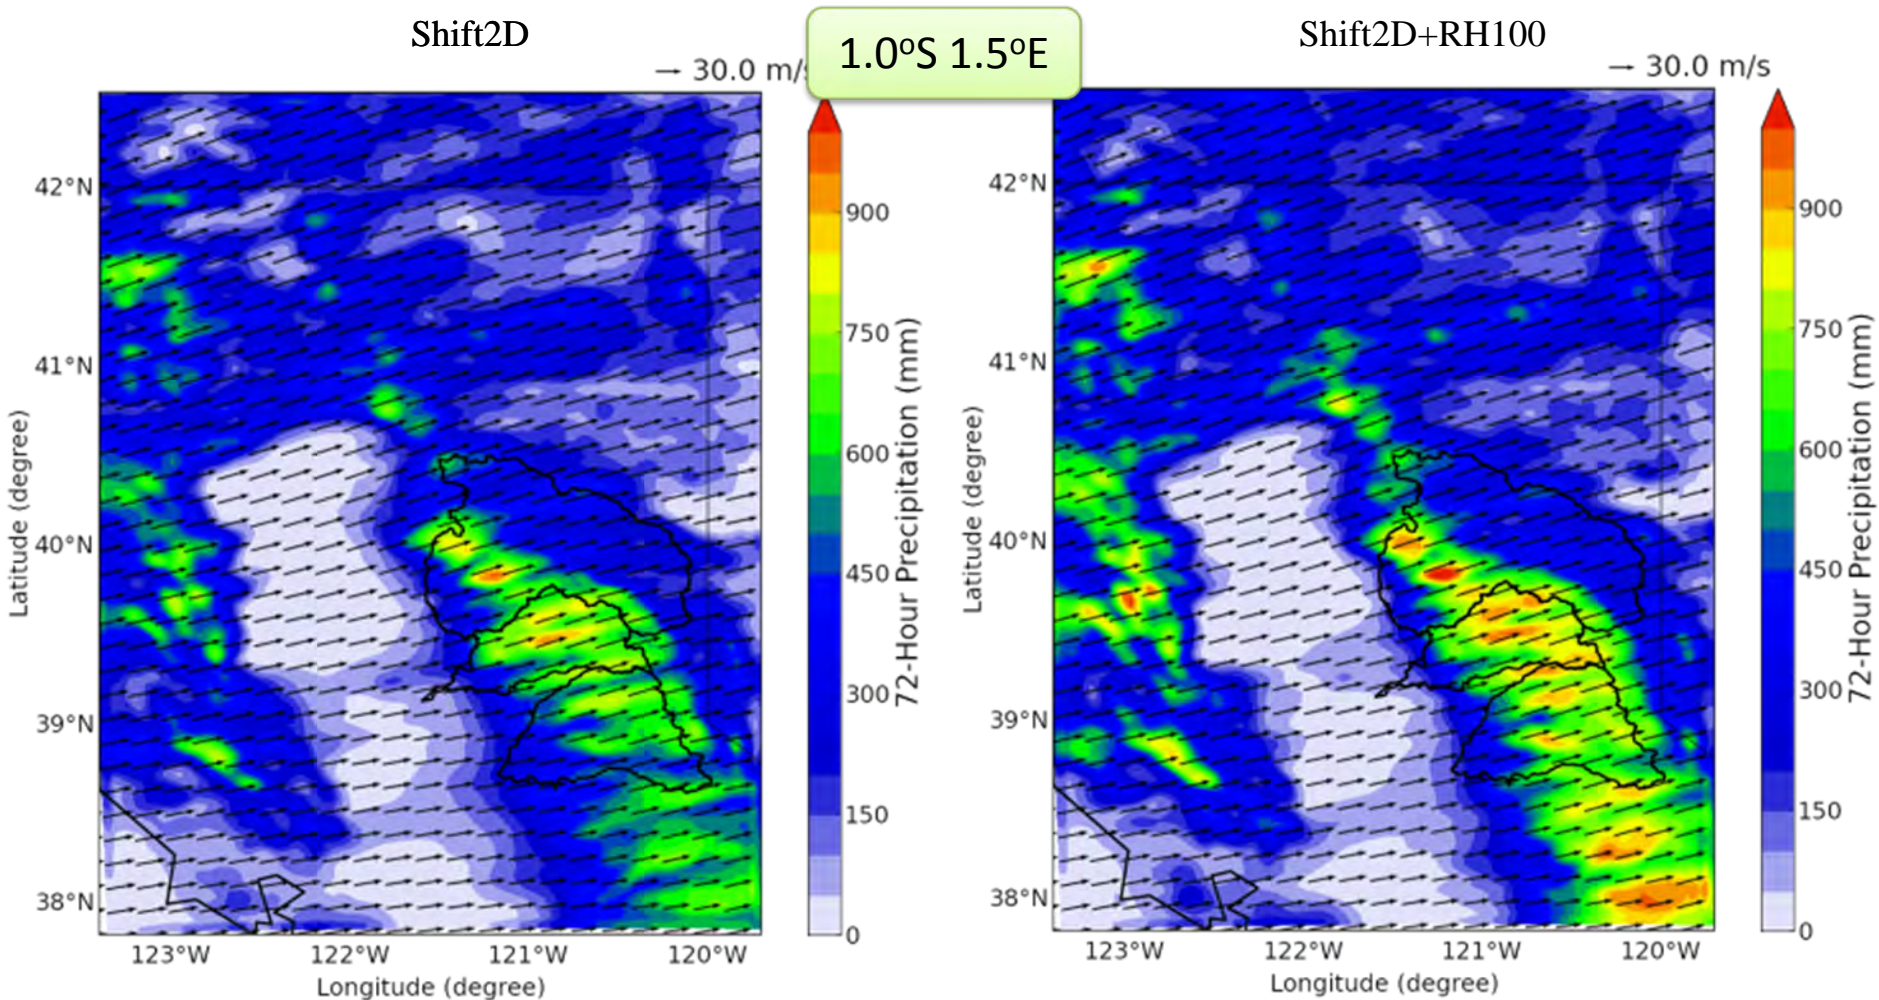 Shift2D
1.0ºS 1.5ºE
Shift2D+RH100
→ 30.0 m/s
→ 30.0 m/s
42°N
41°N
40°N
39°N
38°N
Latitude (degree)
123°W 122°W 121°W 120°W
Longitude (degree)
900
750
600
450
300
150
0
72-Hour Precipitation (mm)
42°N
41°N
40°N
39°N
38°N
Latitude (degree)
123°W 122°W 121°W 120°W
Longitude (degree)
900
750
600
450
300
150
0
72-Hour Precipitation (mm)